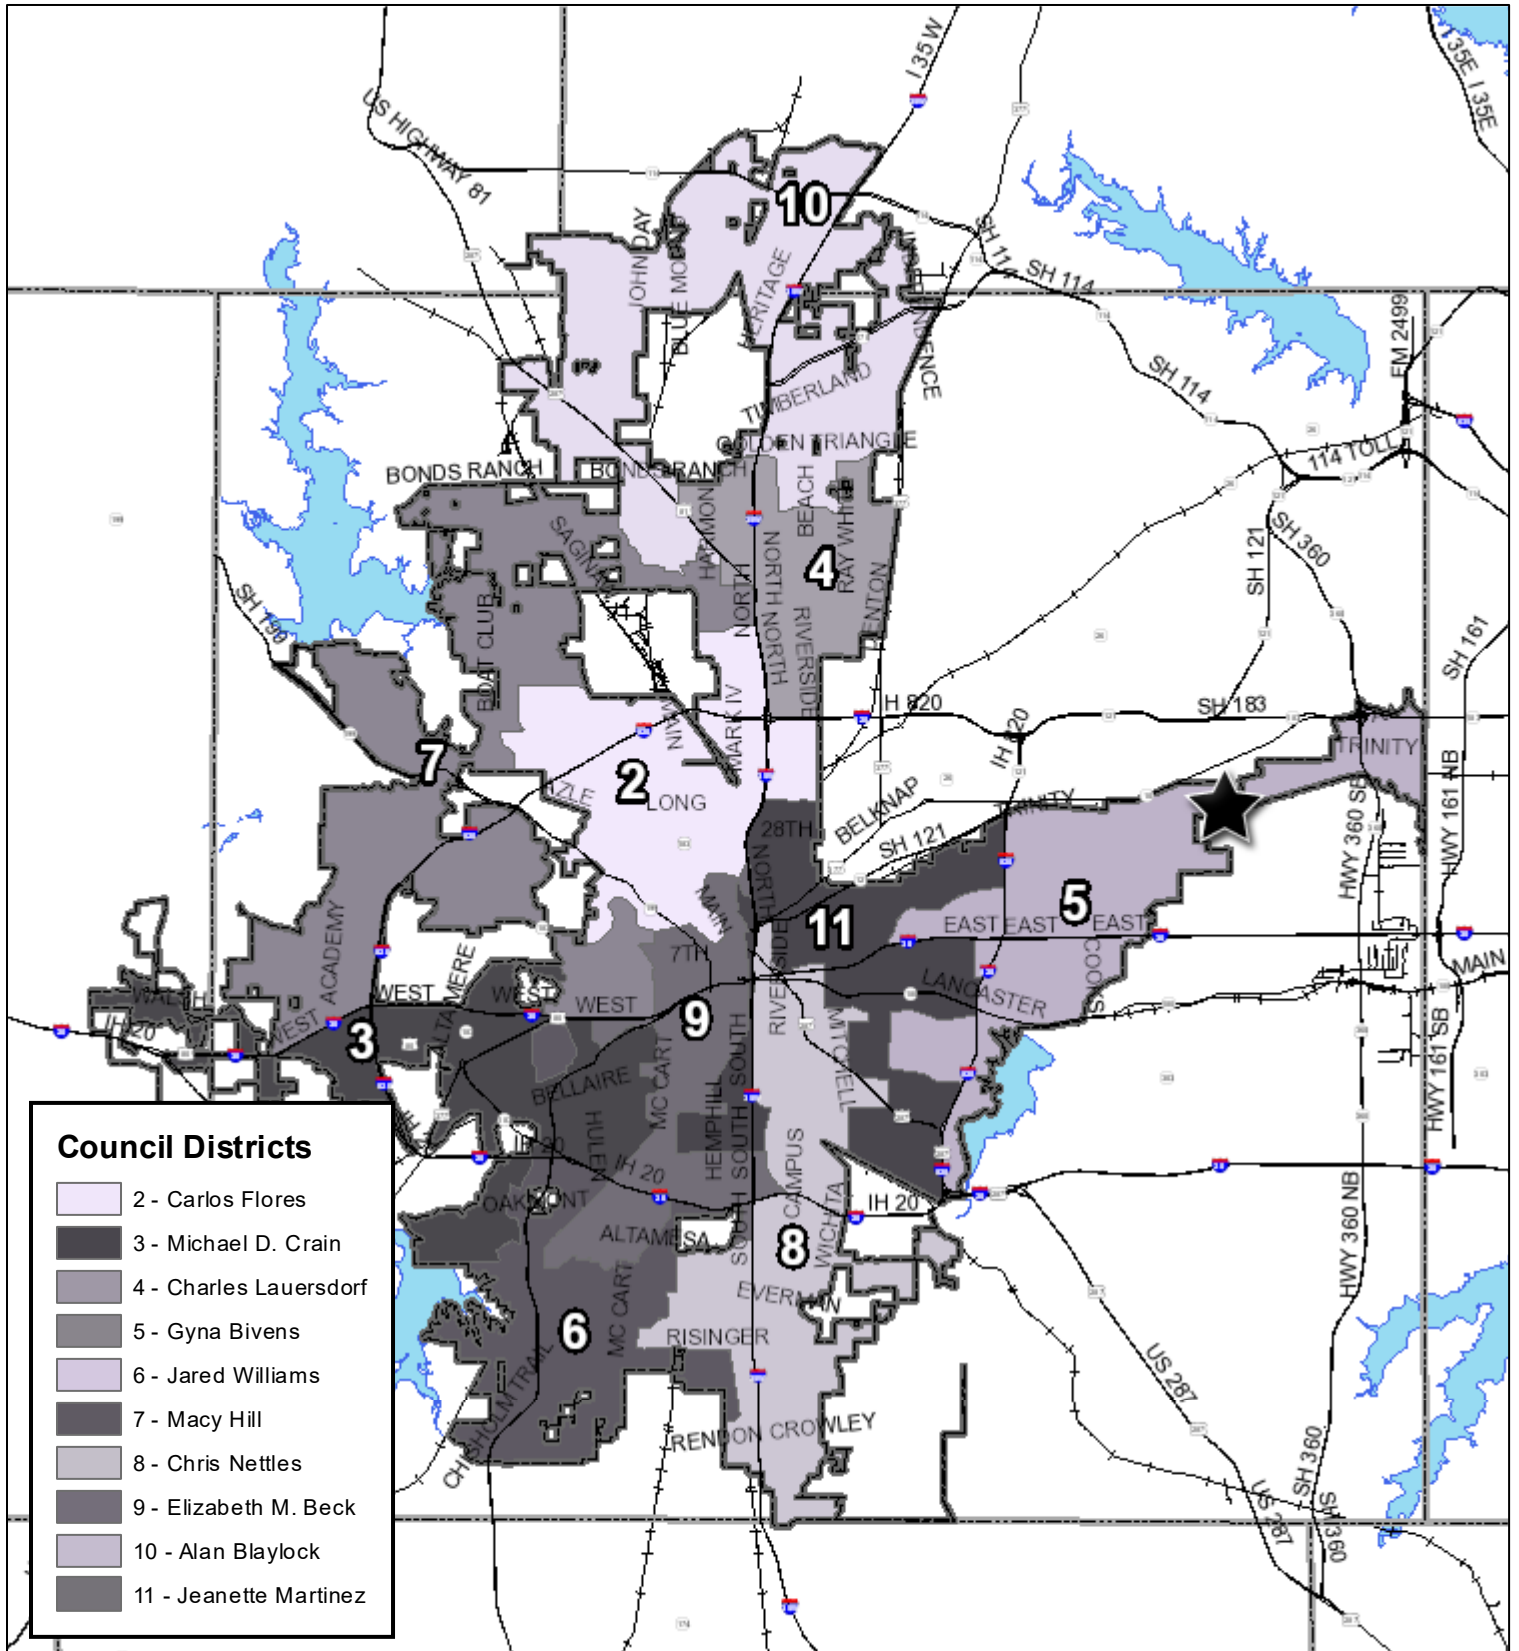 I 35W
I 35E
I 35E
US HIGHWAY 81
10
JOHN DAY
BLUE MOUND
HERITAGE
SH 114
SH 114
FM 2499
SH 114
TIMBERLAND
GOLDEN TRIANGLE
114 TOLL
BONDS RANCH
BONDS RANCH
HARMON
BEACH
RAY WHITE
SAGINAW
4
SH 121
SH 360
NORTH
NORTH
NORTH
DENTON
SH 199
BOAT CLUB
RIVERSIDE
SH 161
MARK IV
IH 820
IH 820
SH 183
TRINITY
7
2
AZLE
LONG
BELKNAP
TRINITY
28TH
SH 121
HWY 360 SB
HWY 161 NB
NORTH
MAIN
11
5
EAST
EAST
EAST
ACADEMY
7TH
RIVERSIDE
COOKS
MAIN
WALSH
WEST
ALTAMERE
WEST
WEST
LANCASTER
IH 20
WEST
3
9
MITCHELL
HWY 161 SB
BELLAIRE
MC CART
SOUTH
HEMPHILL
SOUTH
HULEN
IH 20
IH 20
CAMPUS
OAKMONT
IH 20
ALTAMESA
SOUTH
WICHITA
8
HWY 360 NB
EVERMAN
6
MC CART
RISINGER
US 287
CHISHOLM TRAIL
RENDON CROWLEY
SH 360
US 287
SH 360
Council Districts
2 - Carlos Flores
3 - Michael D. Crain
4 - Charles Lauersdorf
5 - Gyna Bivens
6 - Jared Williams
7 - Macy Hill
8 - Chris Nettles
9 - Elizabeth M. Beck
10 - Alan Blaylock
11 - Jeanette Martinez